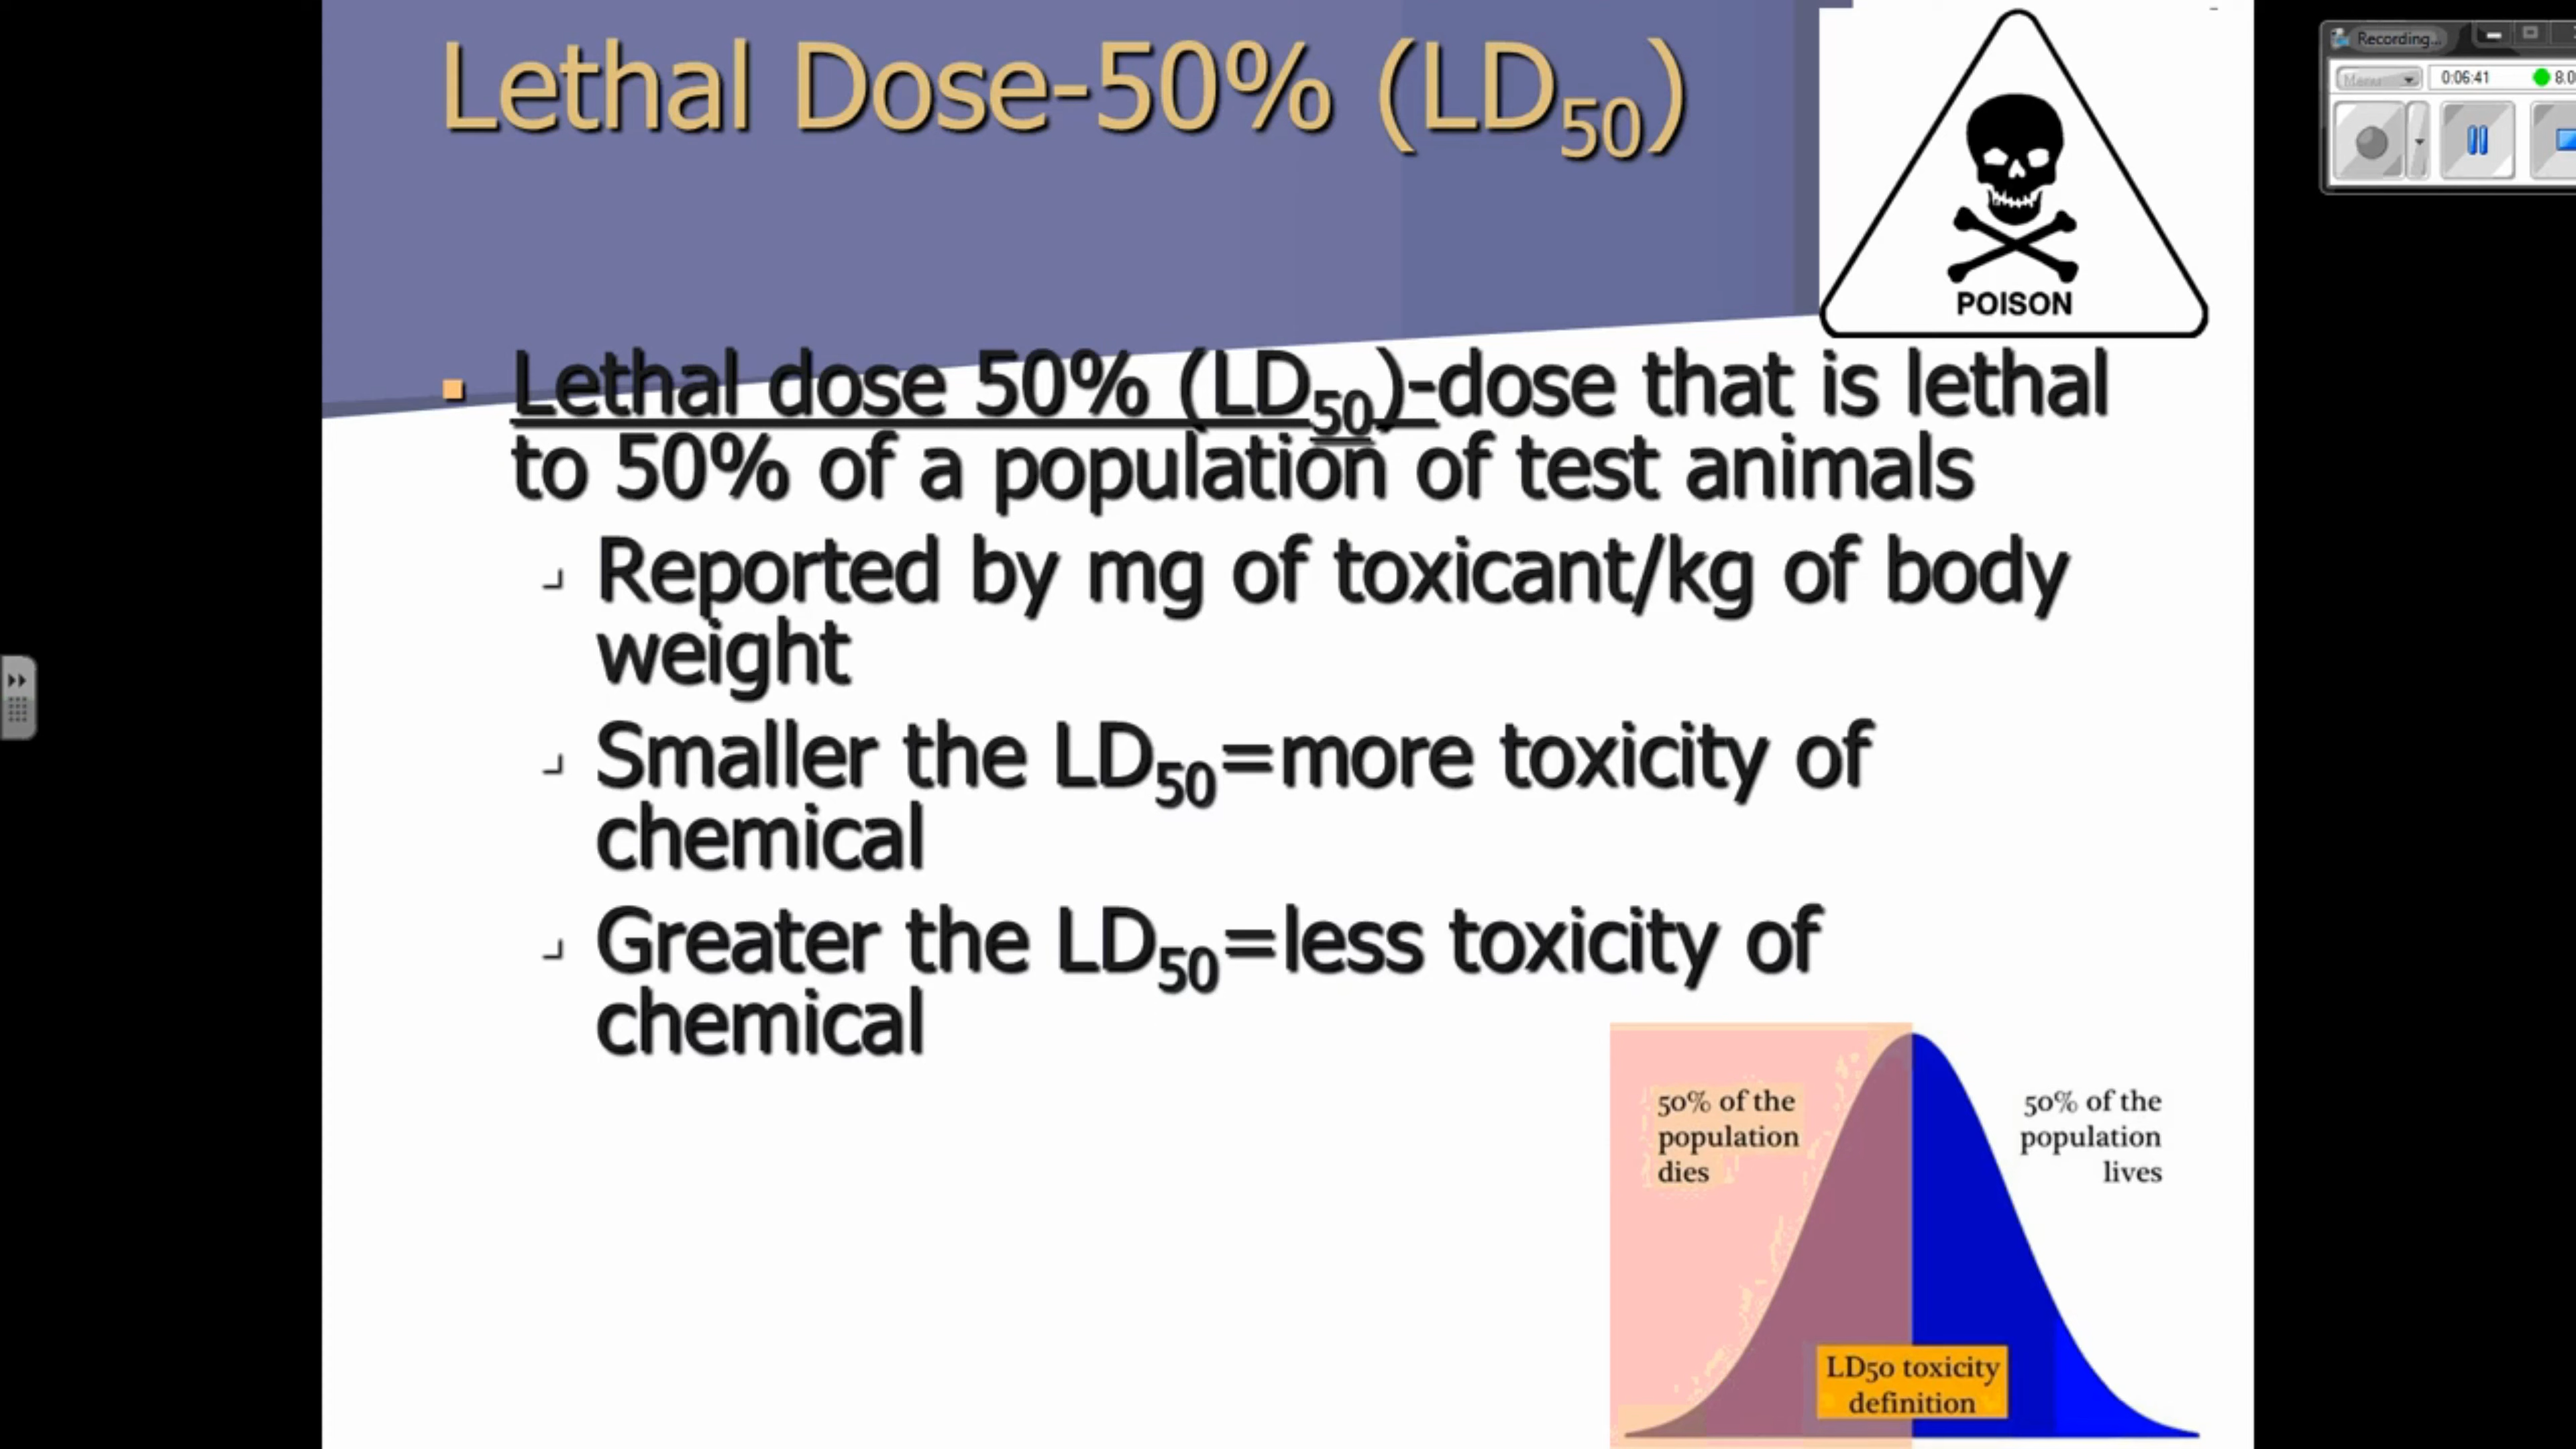 Lethal Dose-50% (LD50)
POISON
Recording...
Menu
0:06:41
8.0
Lethal dose 50% (LD50)-dose that is lethal
to 50% of a population of test animals
Reported by mg of toxicant/kg of body
weight
Smaller the LD50=more toxicity of
chemical
Greater the LD50=less toxicity of
chemical
50% of the
population
dies
50% of the
population
lives
LD50 toxicity
definition